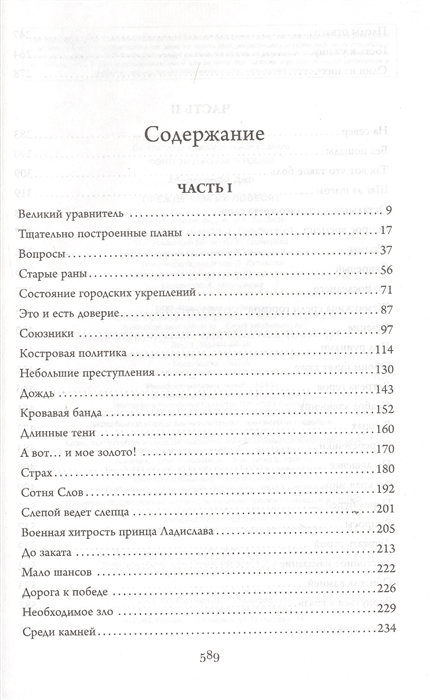 Содержание
ЧАСТЬ I
Великий уравнитель 9
Тщательно построенные планы 17
Вопросы 37
Старые раны 56
Состояние городских укреплений 71
Это и есть доверие 87
Союзники 97
Костровая политика 114
Небольшие преступления 130
Дождь 143
Кровавая банда 152
Длинные тени 160
А вот... и мое золото! 170
Страх 180
Сотня Слов 192
Слепой ведет слепца 201
Военная хитрость принца Ладислава 205
До заката 213
Мало шансов 222
Дорога к победе 226
Необходимое зло 229
Среди камней 234
589